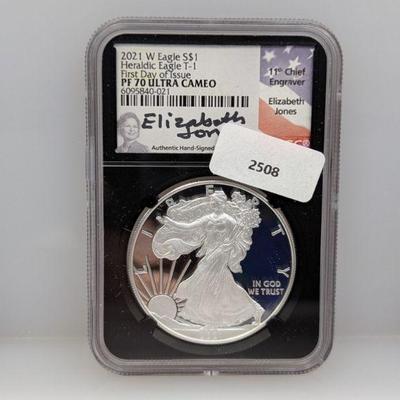 2021 W Eagle S$1
Heraldic Eagle T-1
First Day of Issue
PF 70 ULTRA CAMEO
6095840-021
11th Chief
Engraver
Elizabeth
Jones
Elizabeth
Jones
Authentic Hand-Signed
2508
LIBERTY
IN GOD
WE TRUST